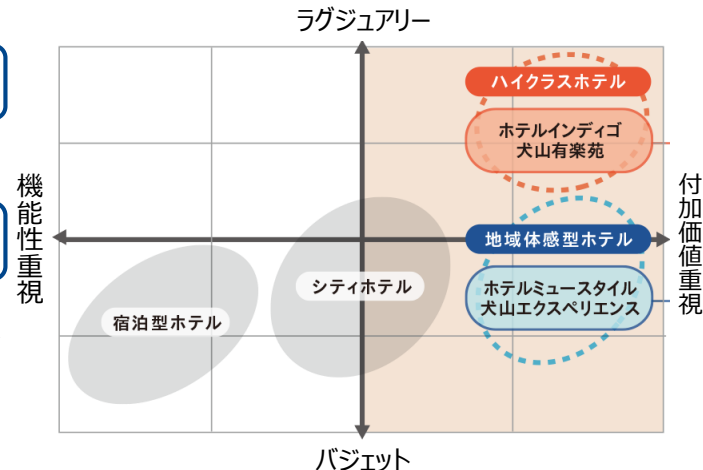 ラグジュアリー
ハイクラスホテル
ホテルインディゴ
犬山有楽苑
機能性重視
付加価値重視
地域体感型ホテル
シティホテル
ホテルミュースタイル
犬山エクスペリエンス
宿泊型ホテル
バジェット